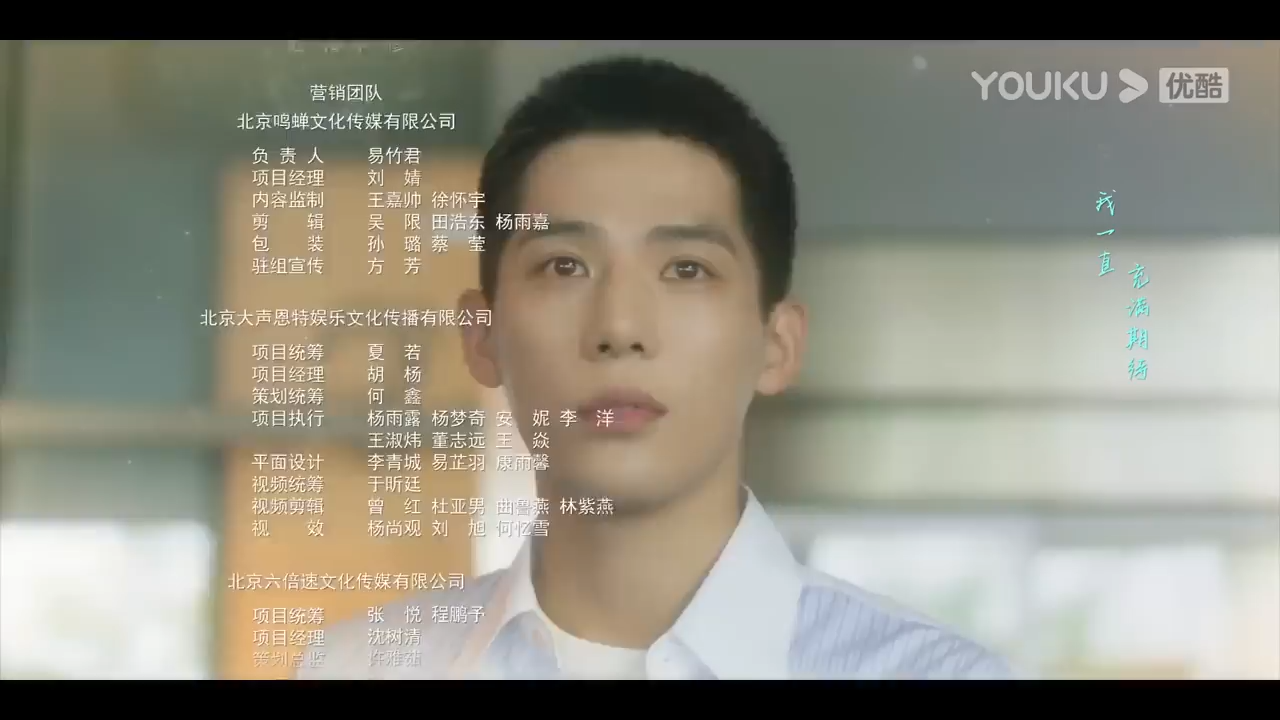 营销团队
北京鸣蝉文化传媒有限公司
负 责 人 易竹君
项目经理 刘 婧
内容监制 王嘉帅 徐怀宇
剪 辑 吴 限 田浩东 杨雨嘉
包 装 孙 璐 蔡 莹
驻组宣传 方 芳
北京大声恩特娱乐文化传播有限公司
项目统筹 夏 若
项目经理 胡 杨
策划统筹 何 鑫
项目执行 杨雨露 杨梦奇 安 妮 李 洋
王淑炜 董志远 王 焱
平面设计 李青城 易芷羽 康雨馨
视频统筹 于昕廷
视频剪辑 曾 红 杜亚男 曲鲁燕 林紫燕
视 效 杨尚观 刘 旭 何忆雪
北京六倍速文化传媒有限公司
项目统筹 张 悦 程鹏予
项目经理 沈树清
策划总监 许雅茹
YOUKU 优酷
我一直
充满期待